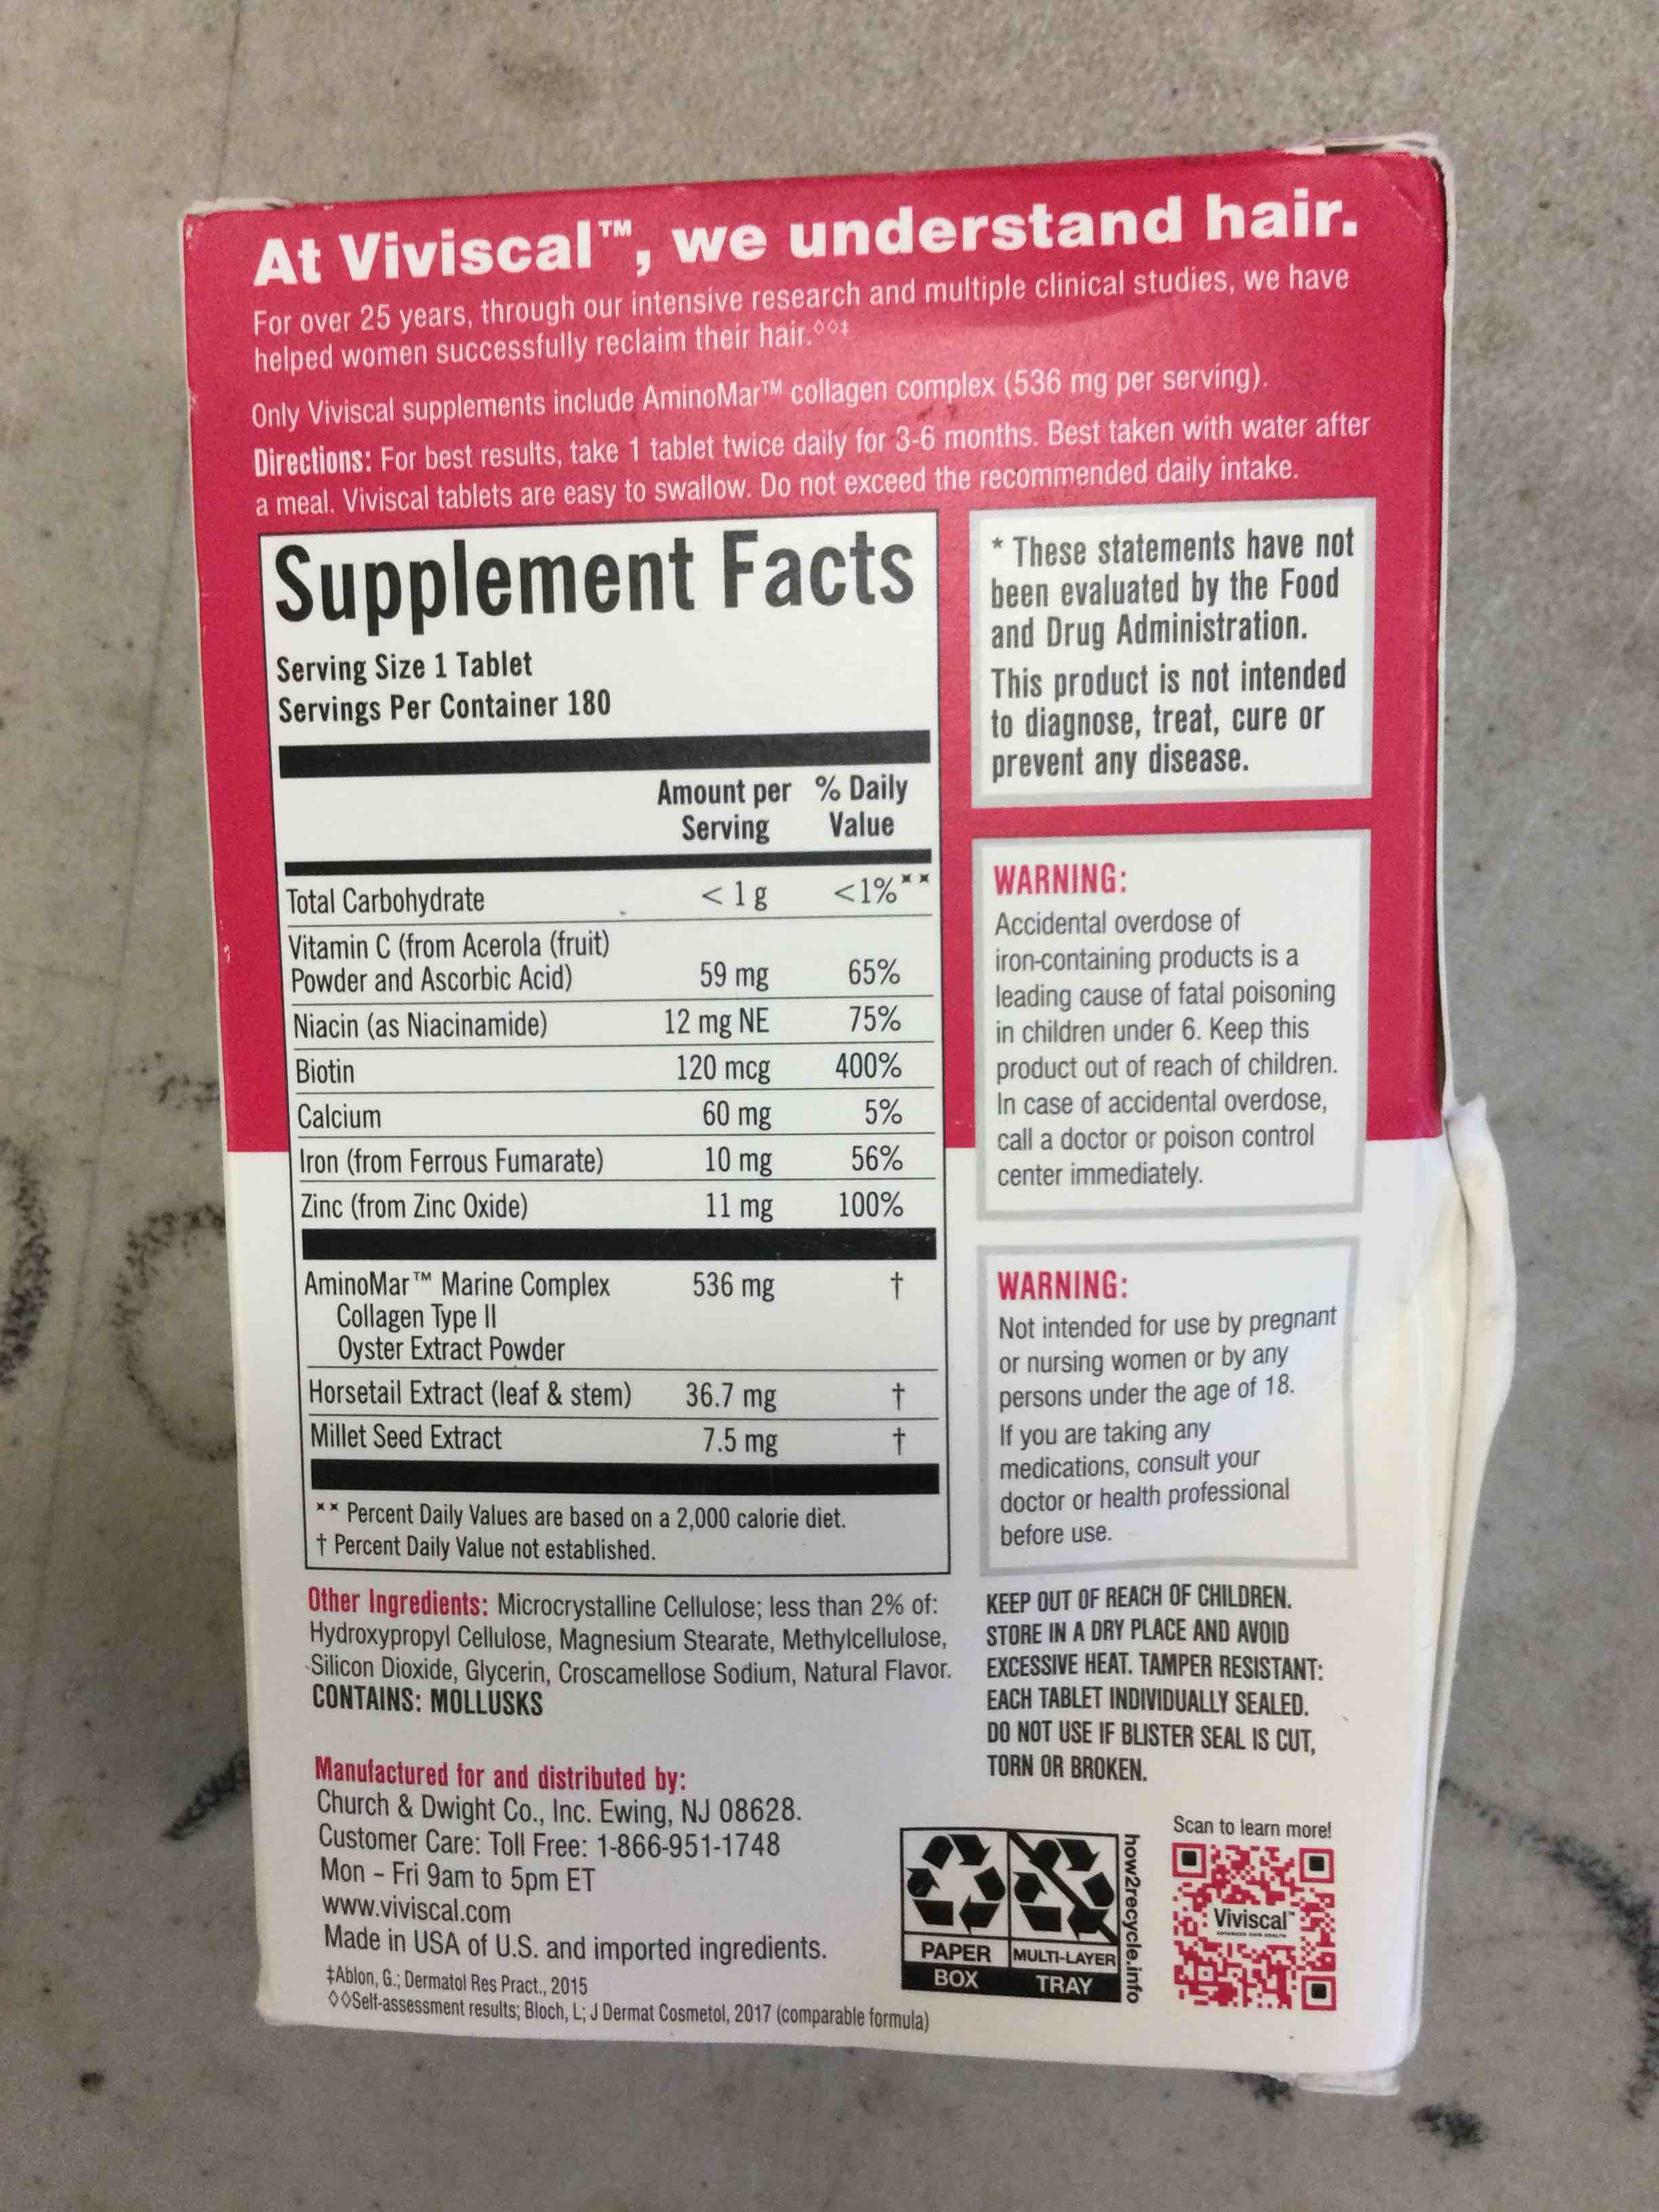 At Viviscal™, we understand hair.
For over 25 years, through our intensive research and multiple clinical studies, we have
helped women successfully reclaim their hair.◊◊‡
Only Viviscal supplements include AminoMar™ collagen complex (536 mg per serving).
Directions: For best results, take 1 tablet twice daily for 3-6 months. Best taken with water after
a meal. Viviscal tablets are easy to swallow. Do not exceed the recommended daily intake.
Supplement Facts
Serving Size 1 Tablet
Servings Per Container 180
Amount per % Daily
Serving Value
Total Carbohydrate < 1 g <1%**
Vitamin C (from Acerola (fruit)
Powder and Ascorbic Acid) 59 mg 65%
Niacin (as Niacinamide) 12 mg NE 75%
Biotin 120 mcg 400%
Calcium 60 mg 5%
Iron (from Ferrous Fumarate) 10 mg 56%
Zinc (from Zinc Oxide) 11 mg 100%
AminoMar™ Marine Complex 536 mg †
Collagen Type II
Oyster Extract Powder
Horsetail Extract (leaf & stem) 36.7 mg †
Millet Seed Extract 7.5 mg †
** Percent Daily Values are based on a 2,000 calorie diet.
† Percent Daily Value not established.
Other Ingredients: Microcrystalline Cellulose; less than 2% of:
Hydroxypropyl Cellulose, Magnesium Stearate, Methylcellulose,
Silicon Dioxide, Glycerin, Croscamellose Sodium, Natural Flavor.
CONTAINS: MOLLUSKS
Manufactured for and distributed by:
Church & Dwight Co., Inc. Ewing, NJ 08628.
Customer Care: Toll Free: 1-866-951-1748
Mon - Fri 9am to 5pm ET
www.viviscal.com
Made in USA of U.S. and imported ingredients.
‡Ablon, G.; Dermatol Res Pract., 2015
◊◊Self-assessment results; Bloch, L; J Dermat Cosmetol, 2017 (comparable formula)
* These statements have not
been evaluated by the Food
and Drug Administration.
This product is not intended
to diagnose, treat, cure or
prevent any disease.
WARNING:
Accidental overdose of
iron-containing products is a
leading cause of fatal poisoning
in children under 6. Keep this
product out of reach of children.
In case of accidental overdose,
call a doctor or poison control
center immediately.
WARNING:
Not intended for use by pregnant
or nursing women or by any
persons under the age of 18.
If you are taking any
medications, consult your
doctor or health professional
before use.
KEEP OUT OF REACH OF CHILDREN.
STORE IN A DRY PLACE AND AVOID
EXCESSIVE HEAT. TAMPER RESISTANT:
EACH TABLET INDIVIDUALLY SEALED.
DO NOT USE IF BLISTER SEAL IS CUT,
TORN OR BROKEN.
PAPER MULTI-LAYER
BOX TRAY
how2recycle.info
Scan to learn more!
Viviscal™
ADVANCED HAIR HEALTH